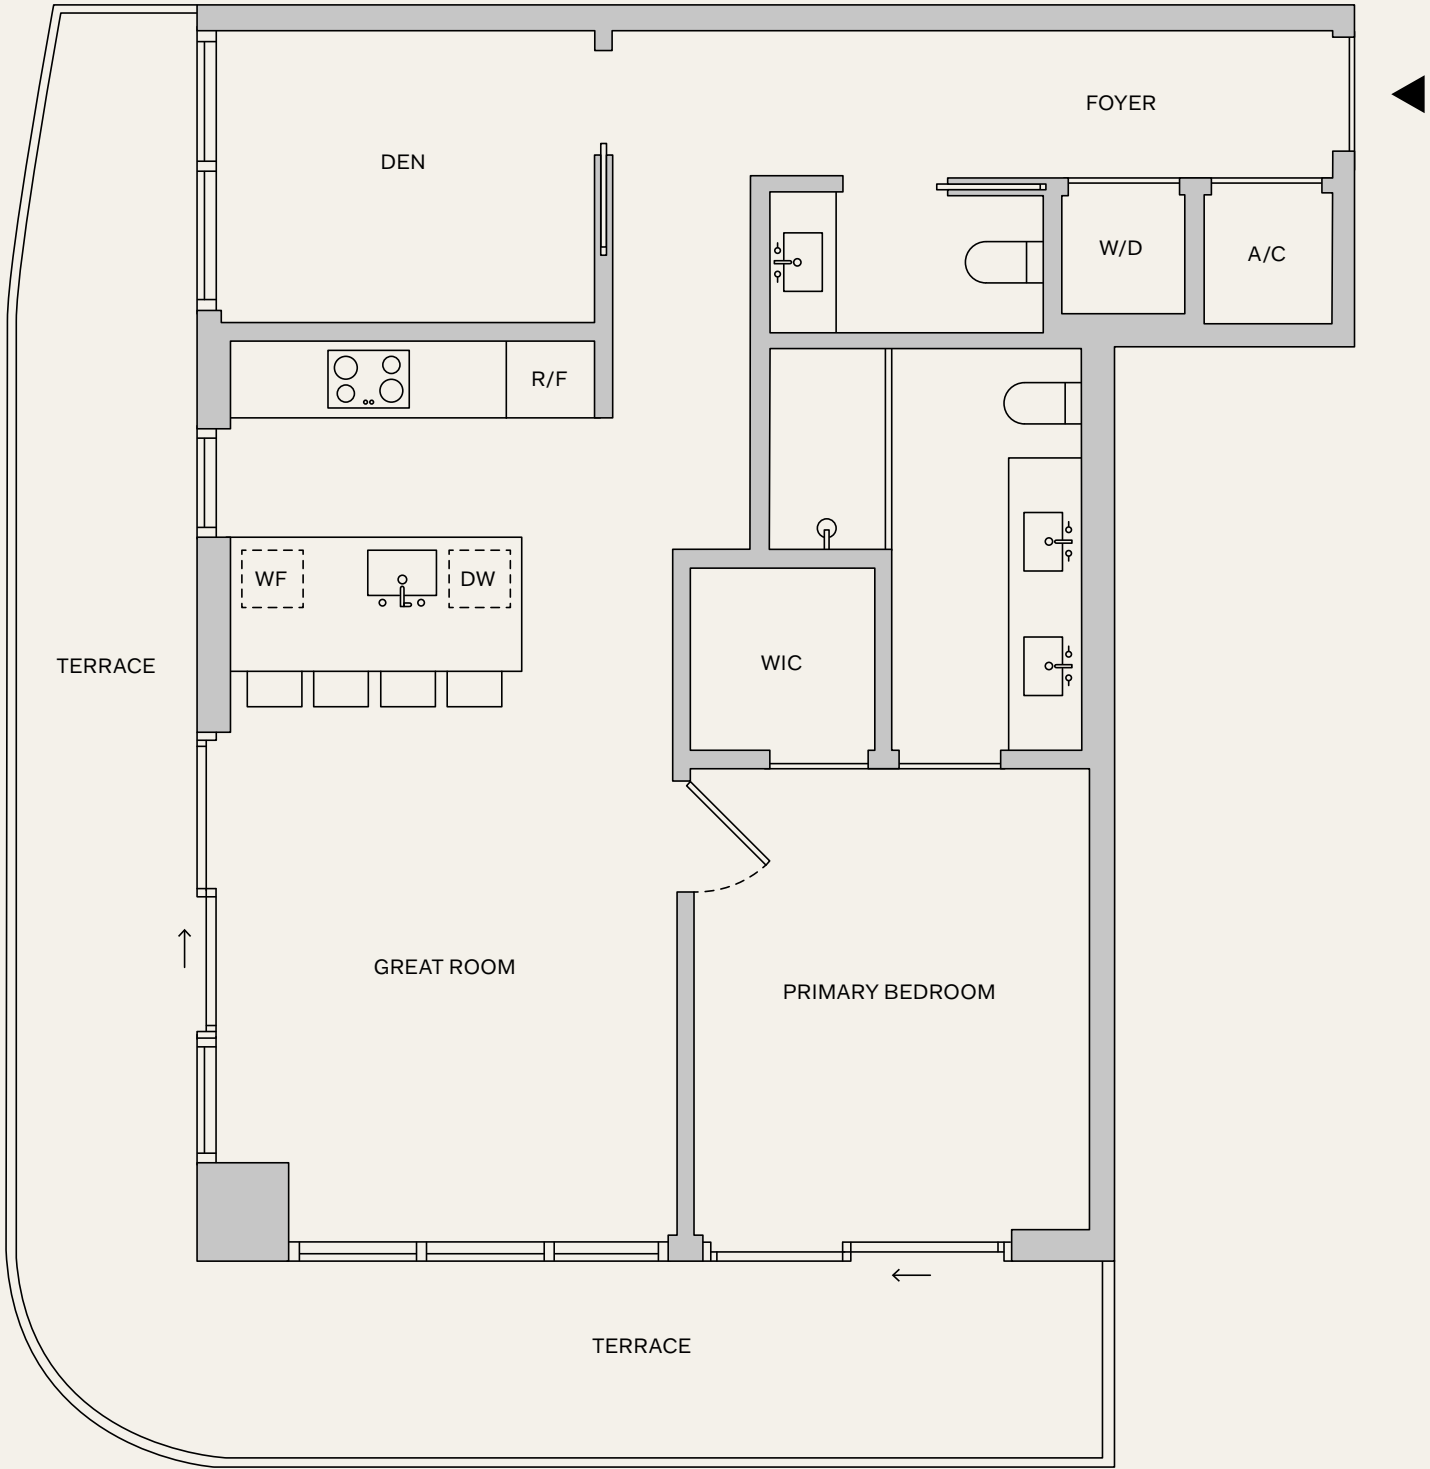 FOYER
DEN
W/D
A/C
R/F
WF
DW
TERRACE
WIC
GREAT ROOM
PRIMARY BEDROOM
TERRACE